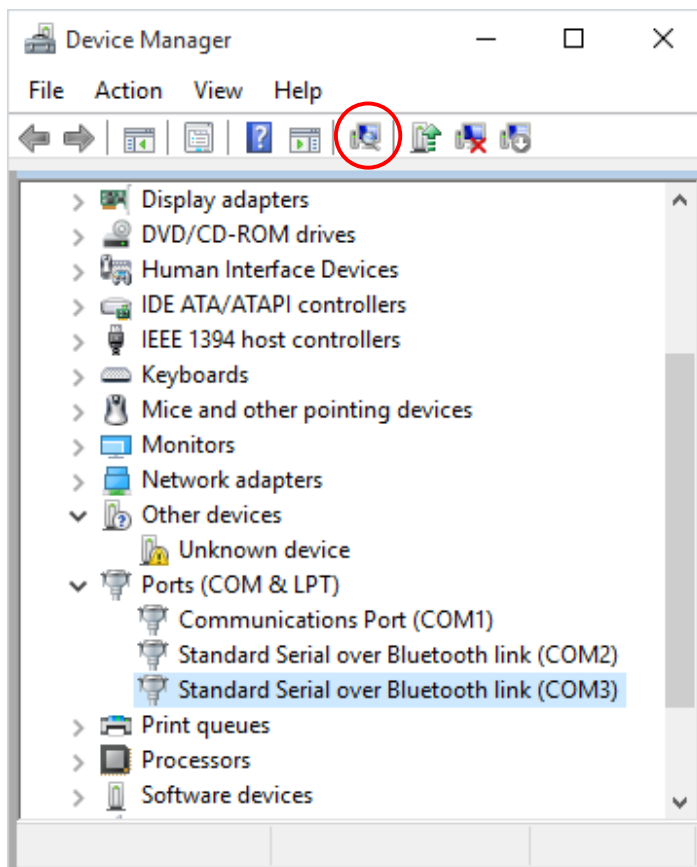 Device Manager
File Action View Help
Display adapters
DVD/CD-ROM drives
Human Interface Devices
IDE ATA/ATAPI controllers
IEEE 1394 host controllers
Keyboards
Mice and other pointing devices
Monitors
Network adapters
Other devices
Unknown device
Ports (COM & LPT)
Communications Port (COM1)
Standard Serial over Bluetooth link (COM2)
Standard Serial over Bluetooth link (COM3)
Print queues
Processors
Software devices